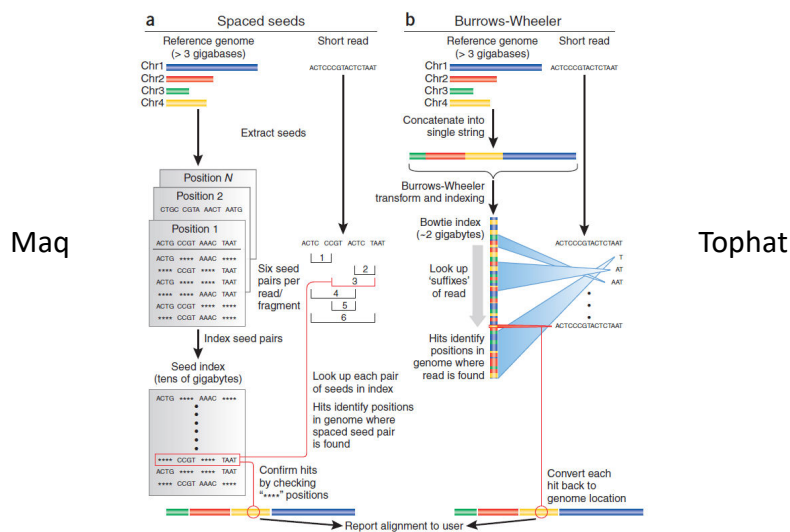 Maq
Tophat
a
Spaced seeds
Reference genome
(> 3 gigabases)
Short read
Chr1
Chr2
Chr3
Chr4
ACTCCCGTACTCTAAT
Extract seeds
Position N
Position 2
CTGC CCGTA AACT AATG
Position 1
ACTG CCGT AAAC TAAT
ACTG **** AAAC ****
**** CCGT **** TAAT
ACTG **** **** TAAT
**** **** AAAC TAAT
ACTG CCGT **** ****
**** CCGT AAAC ****
ACTC CCGT ACTC TAAT
1
2
3
4
5
6
Six seed
pairs per
read/
fragment
Index seed pairs
Seed index
(tens of gigabytes)
ACTG **** AAAC ****
**** CCGT **** TAAT
ACTG **** **** TAAT
**** CCGT AAAC ****
Look up each pair
of seeds in index
Hits identify positions
in genome where
spaced seed pair
is found
Confirm hits
by checking
"****" positions
b
Burrows-Wheeler
Reference genome
(> 3 gigabases)
Short read
Chr1
Chr2
Chr3
Chr4
ACTCCCGTACTCTAAT
Concatenate into
single string
Burrows-Wheeler
transform and indexing
Bowtie index
(~2 gigabytes)
ACTCCCGTACTCTAAT
T
AT
AAT
Look up
'suffixes'
of read
ACTCCCGTACTCTAAT
Hits identify
positions in
genome where
read is found
Convert each
hit back to
genome location
Report alignment to user